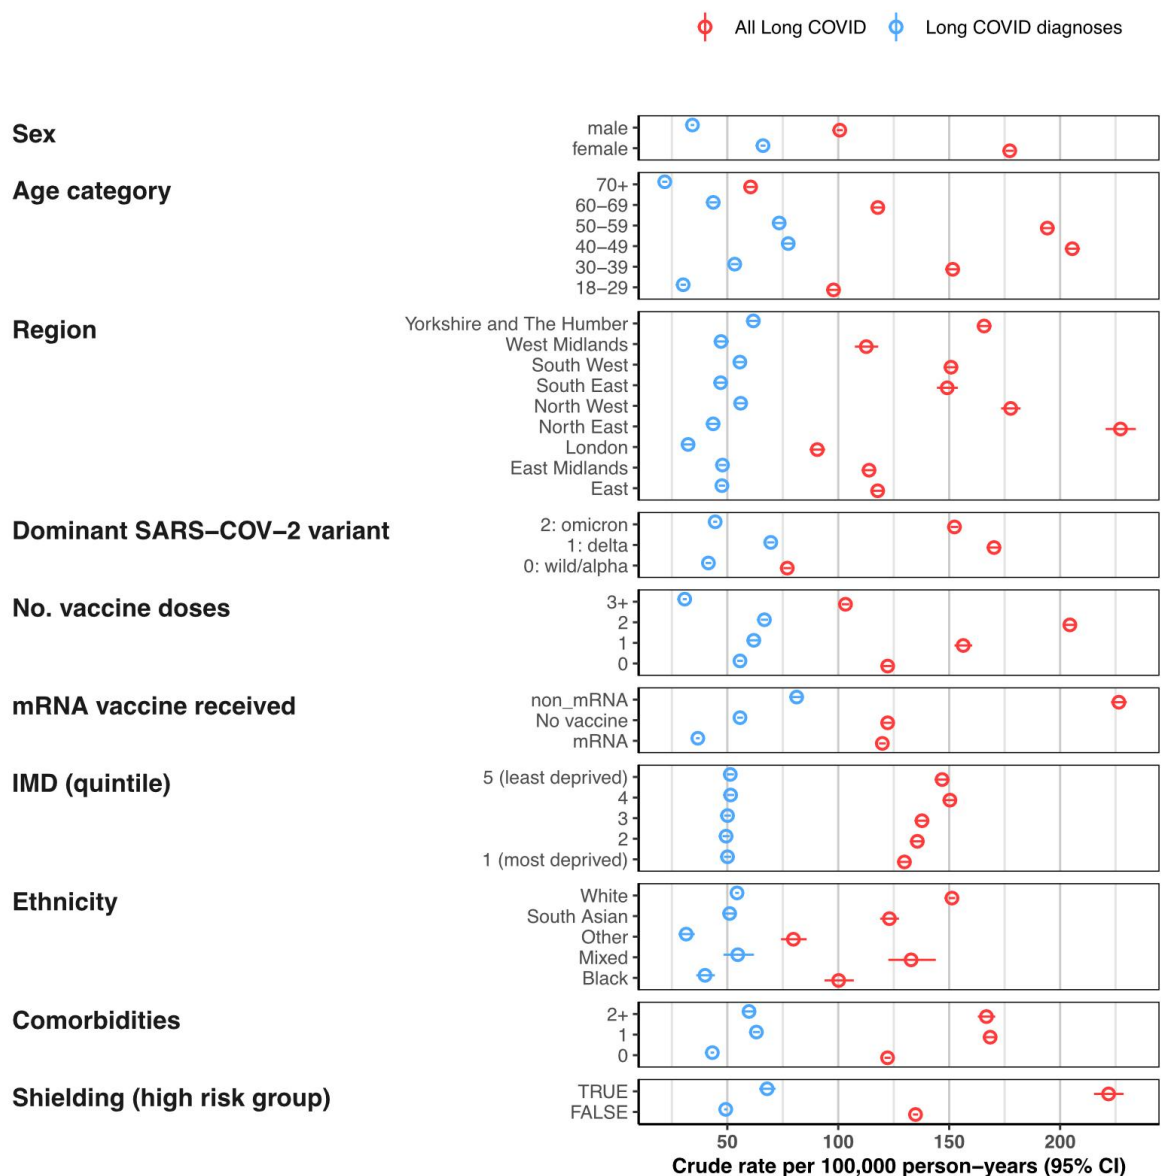 All Long COVID Long COVID diagnoses
Sex
male
female
Age category
70+
60–69
50–59
40–49
30–39
18–29
Region
Yorkshire and The Humber
West Midlands
South West
South East
North West
North East
London
East Midlands
East
Dominant SARS–COV–2 variant
2: omicron
1: delta
0: wild/alpha
No. vaccine doses
3+
2
1
0
mRNA vaccine received
non_mRNA
No vaccine
mRNA
IMD (quintile)
5 (least deprived)
4
3
2
1 (most deprived)
Ethnicity
White
South Asian
Other
Mixed
Black
Comorbidities
2+
1
0
Shielding (high risk group)
TRUE
FALSE
50 100 150 200
Crude rate per 100,000 person–years (95% CI)